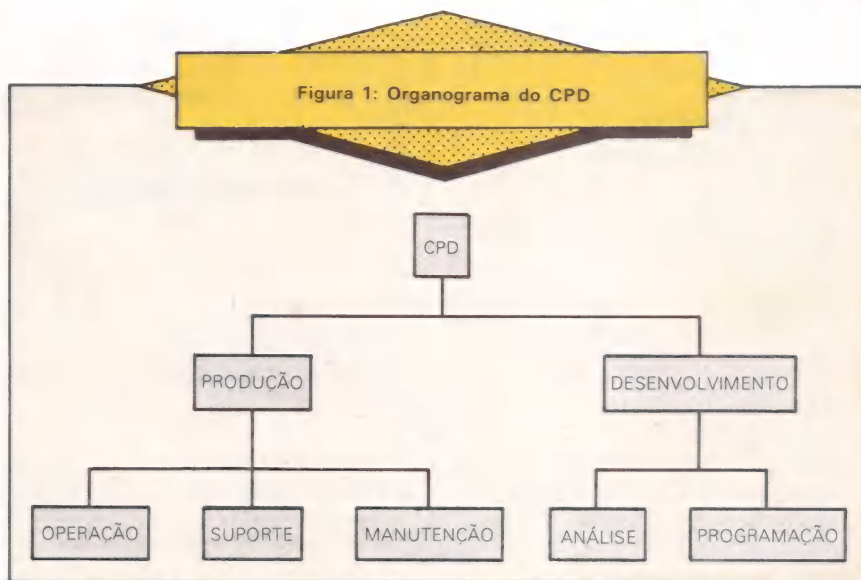 Figura 1: Organograma do CPD
CPD
PRODUÇÃO
DESENVOLVIMENTO
OPERAÇÃO
SUPORTE
MANUTENÇÃO
ANÁLISE
PROGRAMAÇÃO